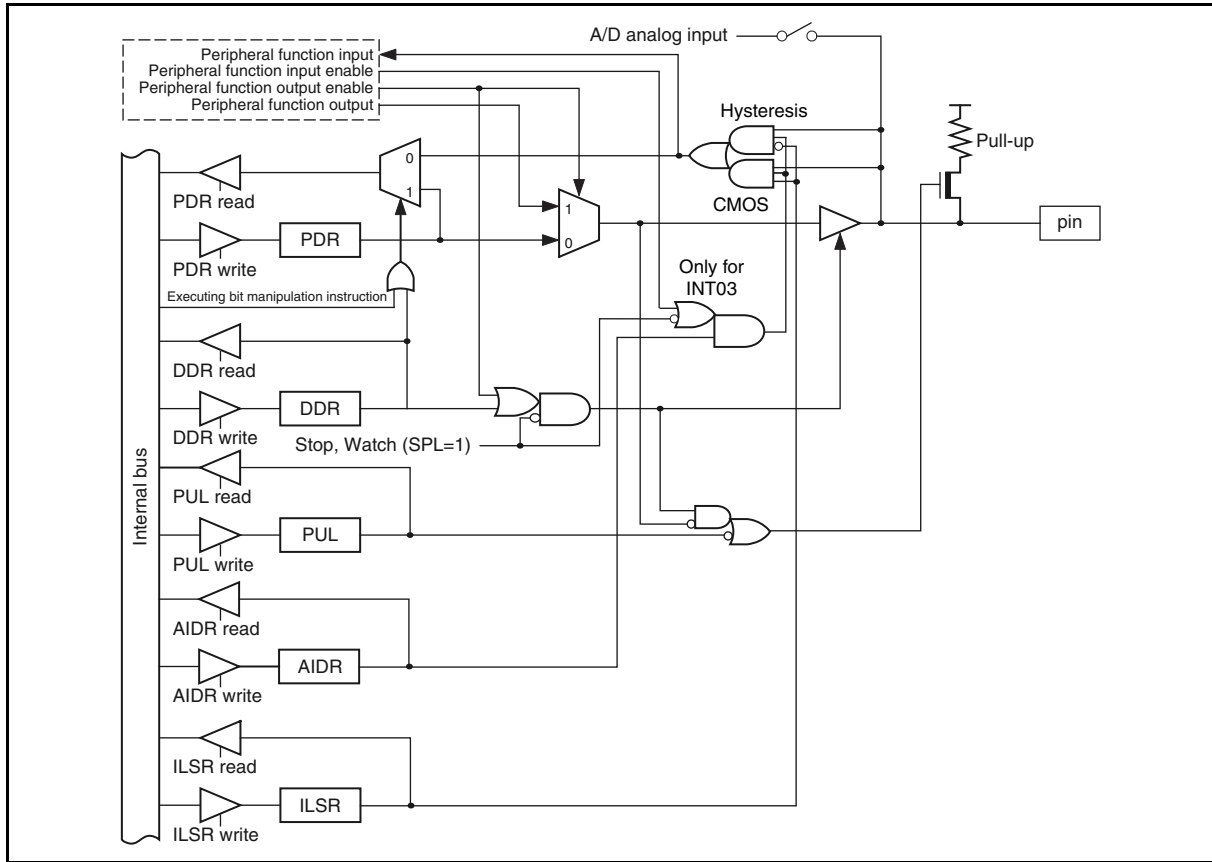 A/D analog input
Peripheral function input
Peripheral function input enable
Peripheral function output enable
Peripheral function output
Hysteresis
Pull-up
0
1
PDR read
CMOS
1
0
pin
PDR
PDR write
Only for
INT03
Executing bit manipulation instruction
DDR read
DDR
DDR write
Stop, Watch (SPL=1)
Internal bus
PUL read
PUL
PUL write
AIDR read
AIDR
AIDR write
ILSR read
ILSR
ILSR write